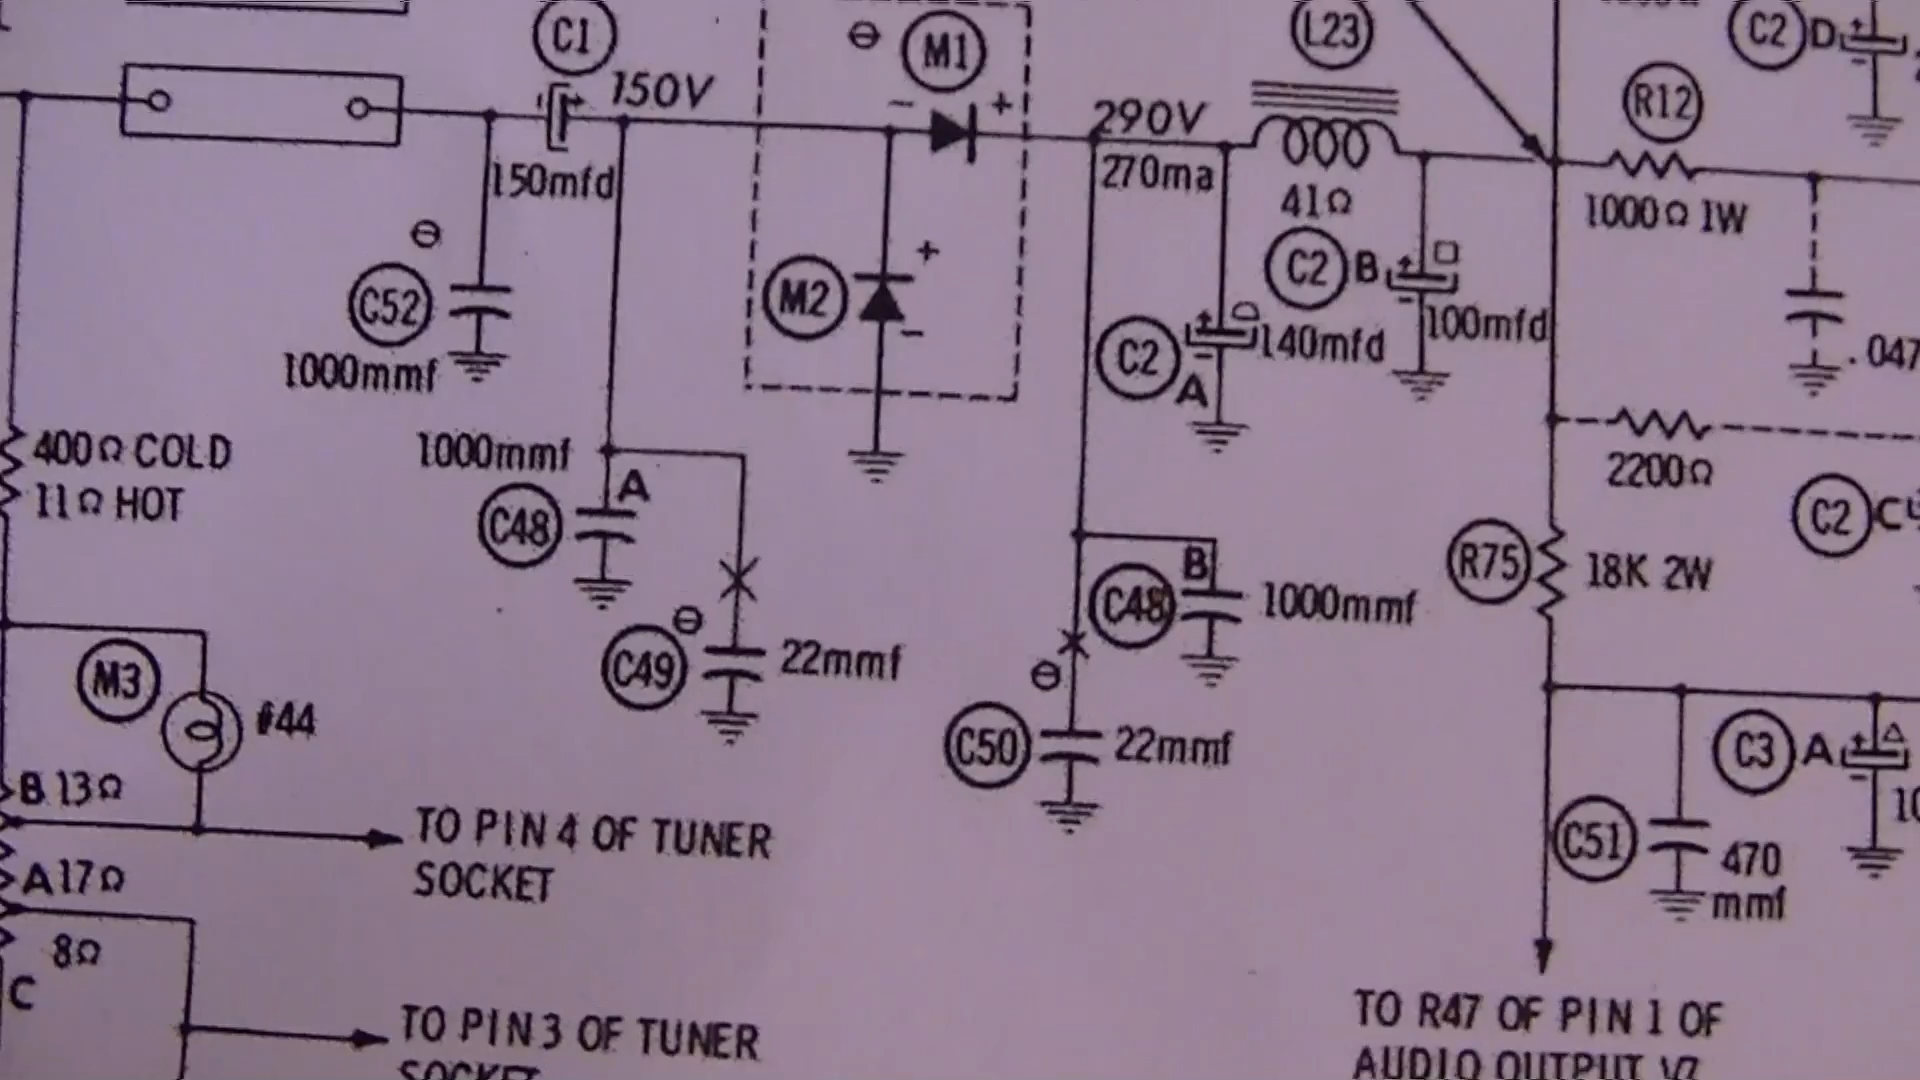 C1
150V
⊖
M1
-
+
L23
C2
D
R12
290V
270ma
150mfd
41Ω
1000Ω 1W
⊖
C52
1000mmf
M2
+
-
C2
B
100mfd
C2
A
140mfd
.047
400Ω COLD
11Ω HOT
1000mmf
A
C48
2200Ω
C2
C
B
C48
1000mmf
R75
18K 2W
⊖
C49
22mmf
⊖
C50
22mmf
M3
#44
C3
A
C51
470
mmf
B 13Ω
TO PIN 4 OF TUNER
SOCKET
A 17Ω
8Ω
C
TO PIN 3 OF TUNER
SOCKET
TO R47 OF PIN 1 OF
AUDIO OUTPUT